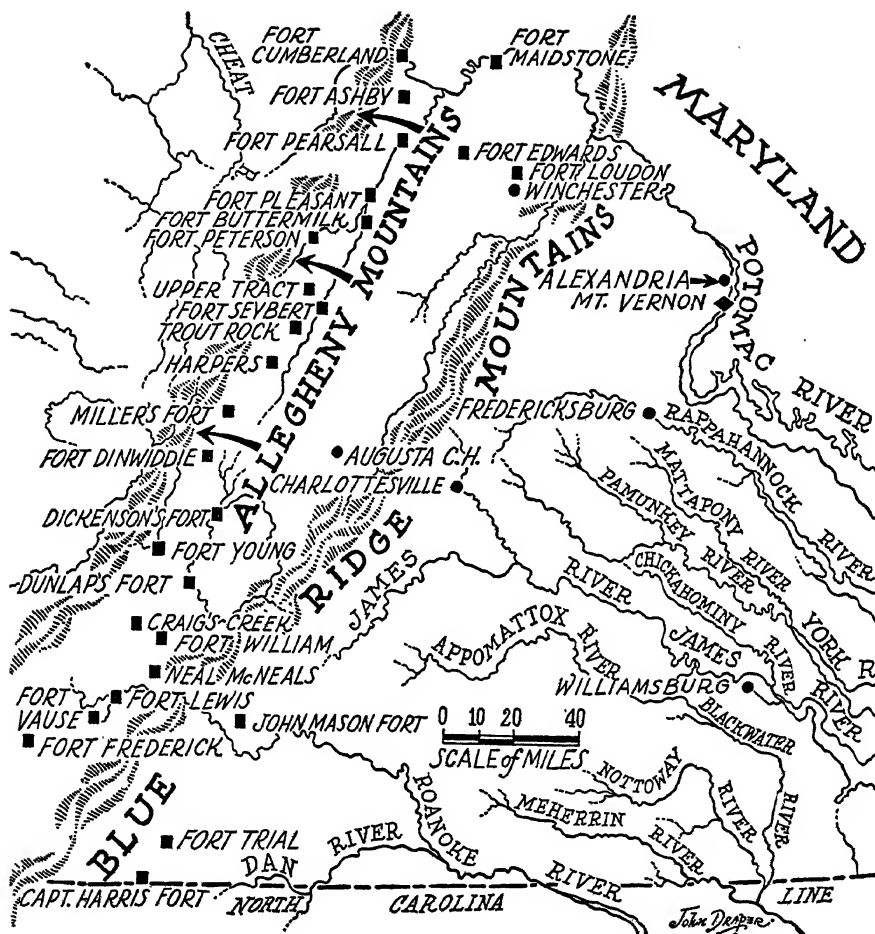 FORT
CUMBERLAND
FORT
MAIDSTONE
CHEAT
R
FORT ASHBY
MARYLAND
FORT PEARSALL
FORT EDWARDS
FORT LOUDON
WINCHESTER
FORT PLEASANT
FORT BUTTERMILK
FORT PETERSON
ALLEGHENY MOUNTAINS
UPPER TRACT
FORT SEYBERT
TROUT ROCK
HARPERS
ALEXANDRIA
MT. VERNON
POTOMAC RIVER
MILLER'S FORT
FORT DINWIDDIE
AUGUSTA C.H.
CHARLOTTESVILLE
FREDERICKSBURG
RAPPAHANNOCK RIVER
MATTAPONY RIVER
PAMUNKEY RIVER
CHICKAHOMINY RIVER
YORK R
DICKENSON'S FORT
FORT YOUNG
DUNLAPS FORT
CRAIG'S CREEK
FORT WILLIAM
NEAL McNEALS
BLUE RIDGE MOUNTAINS
JAMES RIVER
JAMES RIVER
APPOMATTOX RIVER
WILLIAMSBURG
BLACKWATER RIVER
FORT
VAUSE
FORT LEWIS
FORT FREDERICK
JOHN MASON FORT
0 10 20 40
SCALE of MILES
NOTTOWAY RIVER
MEHERRIN RIVER
ROANOKE RIVER
DAN RIVER
FORT TRIAL
CAPT. HARRIS FORT
NORTH CAROLINA LINE
John Draper